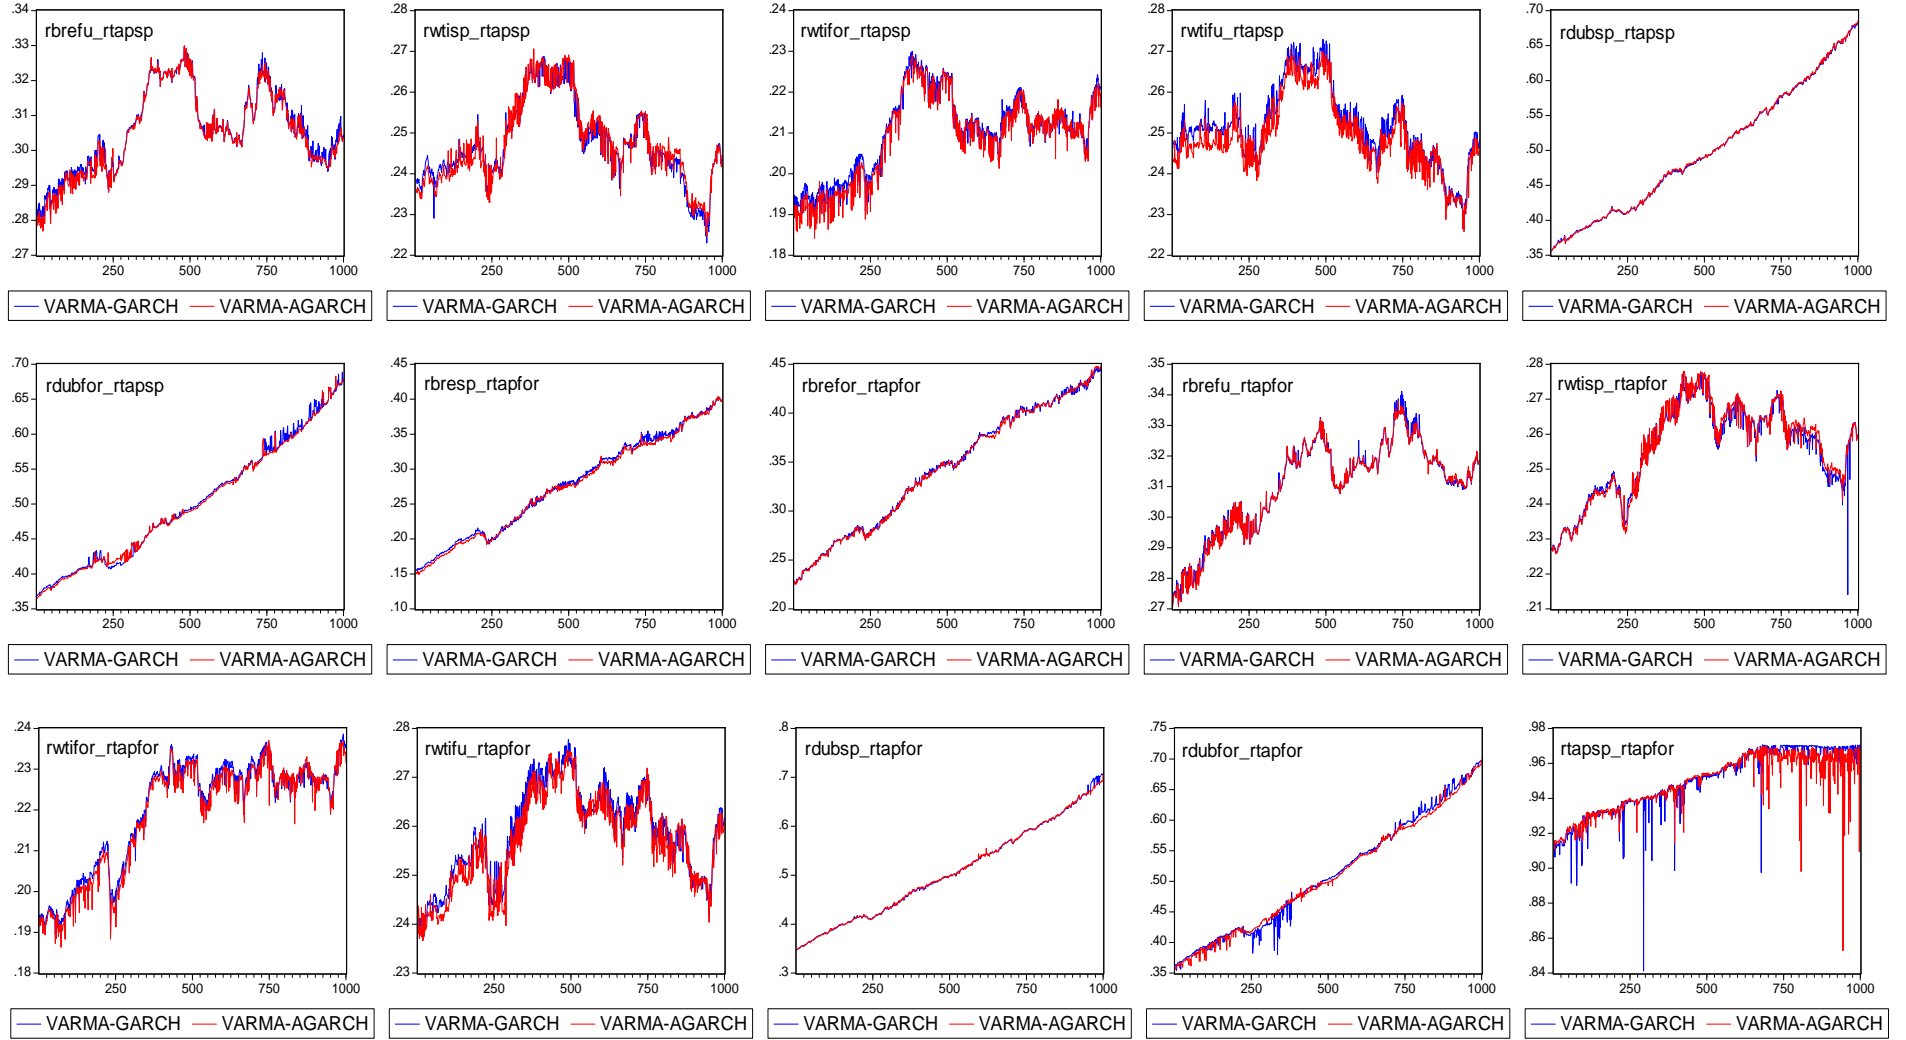 rbrefu_rtapsp
.34
.33
.32
.31
.30
.29
.28
.27
250 500 750 1000
VARMA-GARCH VARMA-AGARCH
rwtisp_rtapsp
.28
.27
.26
.25
.24
.23
.22
250 500 750 1000
VARMA-GARCH VARMA-AGARCH
rwtifor_rtapsp
.24
.23
.22
.21
.20
.19
.18
250 500 750 1000
VARMA-GARCH VARMA-AGARCH
rwtifu_rtapsp
.28
.27
.26
.25
.24
.23
.22
250 500 750 1000
VARMA-GARCH VARMA-AGARCH
rdubsp_rtapsp
.70
.65
.60
.55
.50
.45
.40
.35
250 500 750 1000
VARMA-GARCH VARMA-AGARCH
rdubfor_rtapsp
.70
.65
.60
.55
.50
.45
.40
.35
250 500 750 1000
VARMA-GARCH VARMA-AGARCH
rbresp_rtapfor
.45
.40
.35
.30
.25
.20
.15
.10
250 500 750 1000
VARMA-GARCH VARMA-AGARCH
rbrefor_rtapfor
.45
.40
.35
.30
.25
.20
250 500 750 1000
VARMA-GARCH VARMA-AGARCH
rbrefu_rtapfor
.35
.34
.33
.32
.31
.30
.29
.28
.27
250 500 750 1000
VARMA-GARCH VARMA-AGARCH
rwtisp_rtapfor
.28
.27
.26
.25
.24
.23
.22
.21
250 500 750 1000
VARMA-GARCH VARMA-AGARCH
rwtifor_rtapfor
.24
.23
.22
.21
.20
.19
.18
250 500 750 1000
VARMA-GARCH VARMA-AGARCH
rwtifu_rtapfor
.28
.27
.26
.25
.24
.23
250 500 750 1000
VARMA-GARCH VARMA-AGARCH
rdubsp_rtapfor
.8
.7
.6
.5
.4
.3
250 500 750 1000
VARMA-GARCH VARMA-AGARCH
rdubfor_rtapfor
.75
.70
.65
.60
.55
.50
.45
.40
.35
250 500 750 1000
VARMA-GARCH VARMA-AGARCH
rtapsp_rtapfor
.98
.96
.94
.92
.90
.88
.86
.84
250 500 750 1000
VARMA-GARCH VARMA-AGARCH